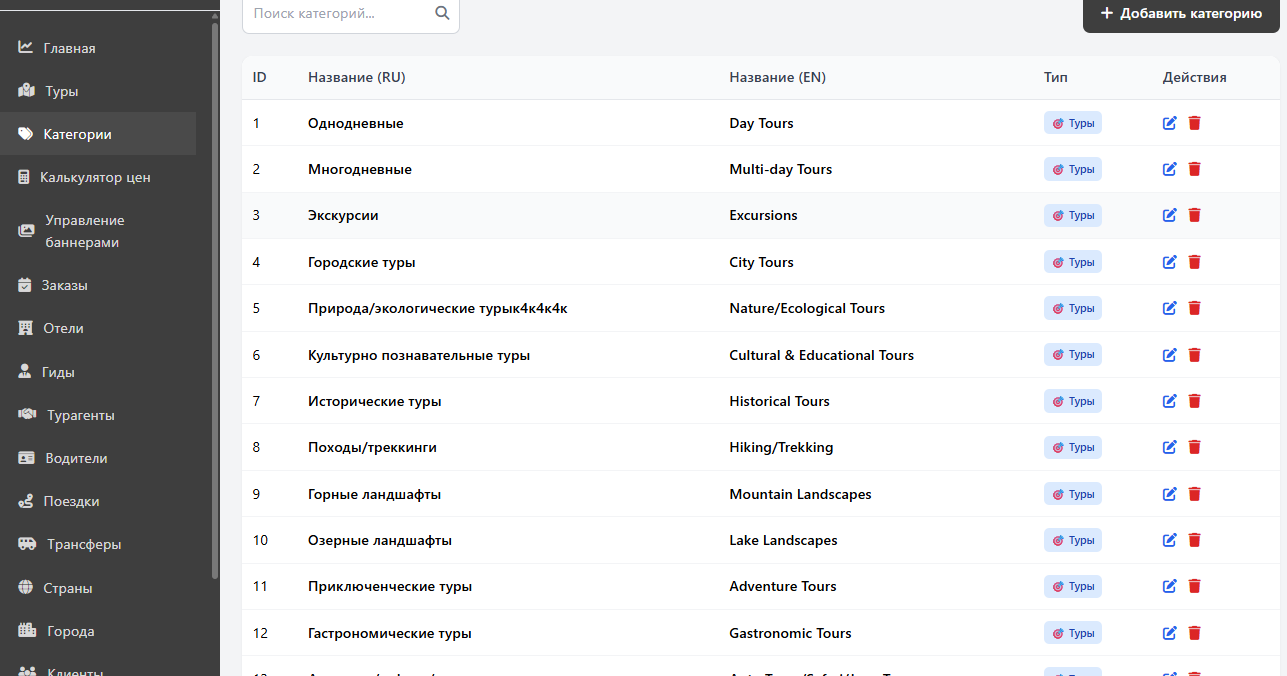 Поиск категорий...
+ Добавить категорию
Главная
Туры
Категории
Калькулятор цен
Управление
баннерами
Заказы
Отели
Гиды
Турагенты
Водители
Поездки
Трансферы
Страны
Города
Клиенты
ID Название (RU) Название (EN) Тип Действия
1 Однодневные Day Tours Туры
2 Многодневные Multi-day Tours Туры
3 Экскурсии Excursions Туры
4 Городские туры City Tours Туры
5 Природа/экологические турык4к4к4к Nature/Ecological Tours Туры
6 Культурно познавательные туры Cultural & Educational Tours Туры
7 Исторические туры Historical Tours Туры
8 Походы/треккинги Hiking/Trekking Туры
9 Горные ландшафты Mountain Landscapes Туры
10 Озерные ландшафты Lake Landscapes Туры
11 Приключенческие туры Adventure Tours Туры
12 Гастрономические туры Gastronomic Tours Туры